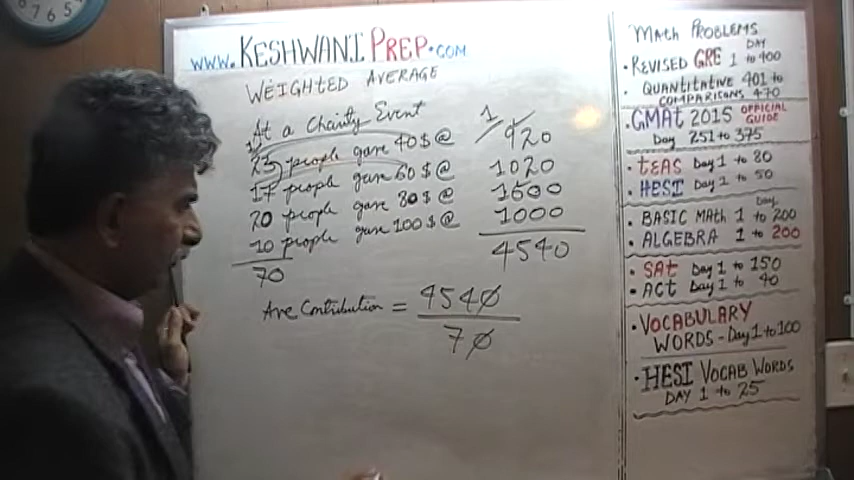 www.KESHWANI PREP.COM
WEIGHTED AVERAGE
At a Charity Event
23 people gave 40$ @ 920
17 people gave 60$ @ 1020
20 people gave 80$ @ 1600
10 people gave 100$ @ 1000
70 4540
Ave Contribution = 4540
70
MatH PROBLEMS
DAY
• REVISED GRE 1 to 400
• QUANTITATIVE 401 to
COMPARISONS 470
GMAt 2015 OFFICIAL
GUIDE
Day 251 to 375
• tEAS Day 1 to 80
• HESI Day 1 to 50
Day
• BASIC MatH 1 to 200
• ALGEBRA 1 to 200
• SAt Day 1 to 150
• ACt Day 1 to 40
• VOCABULARY
WORDS - Day 1 to 100
• HESI VOCAB WORDS
DAY 1 to 25
7 6 5